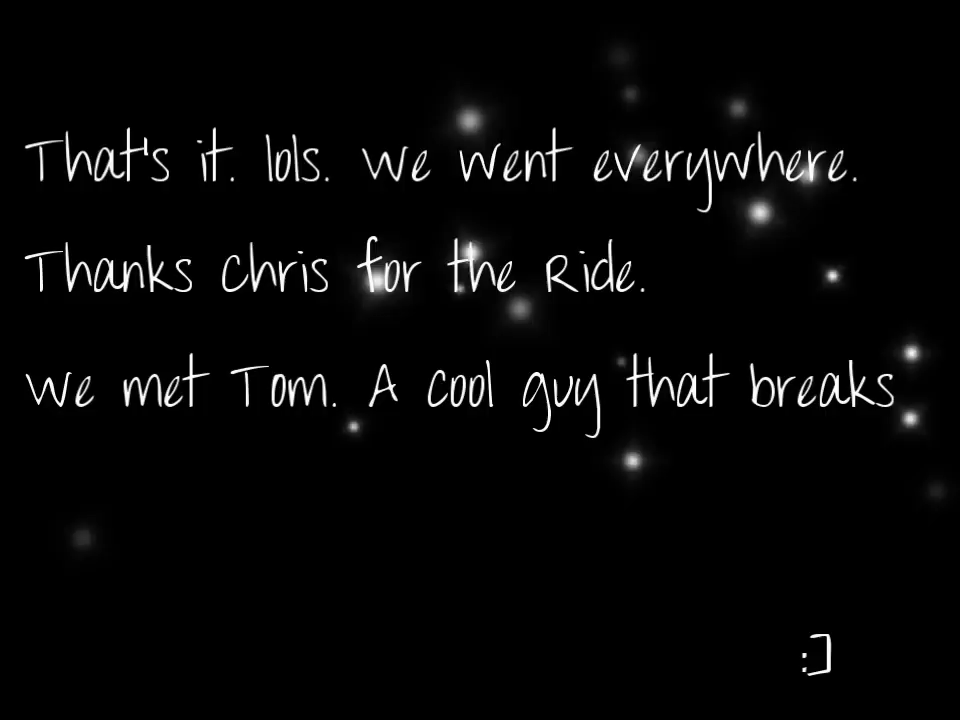 That's it. lols. We went everywhere.
Thanks Chris for the Ride.
We met Tom. A cool guy that breaks
:]